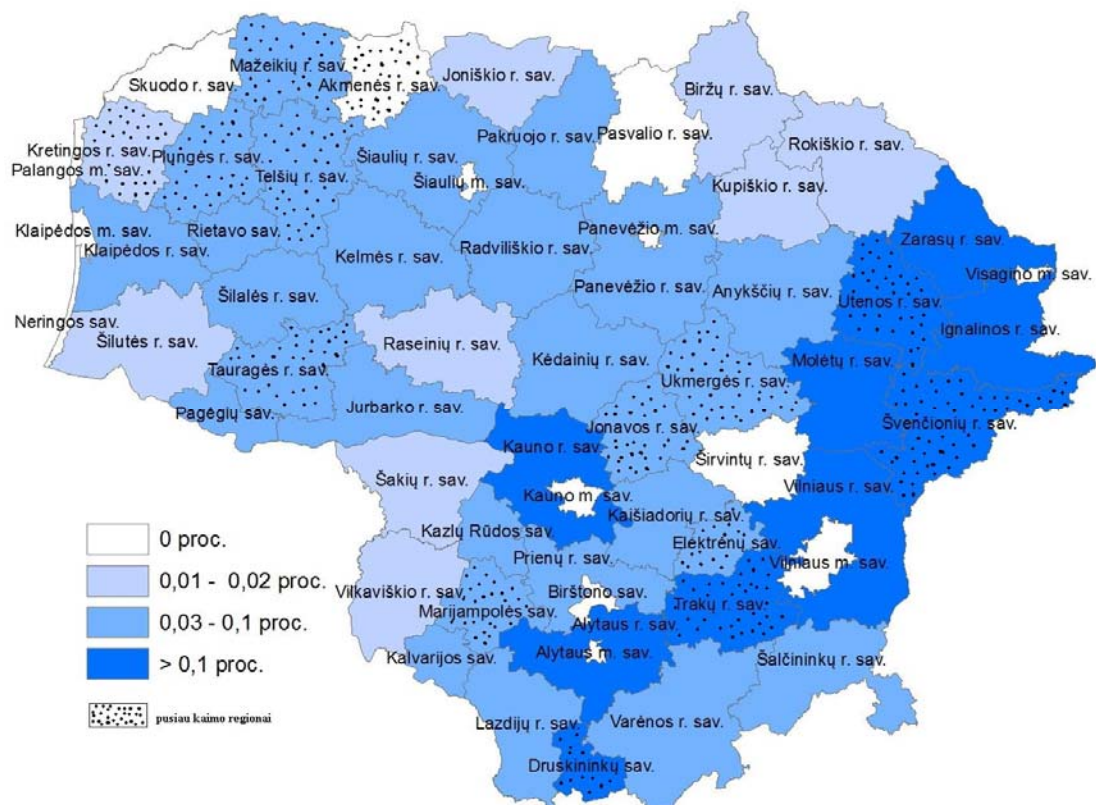 Skuodo r. sav.
Mažeikių r. sav.
Akmenės r. sav.
Joniškio r. sav.
Biržų r. sav.
Pakruojo r. sav.
Pasvalio r. sav.
Rokiškio r. sav.
Kretingos r. sav.
Plungės r. sav.
Šiaulių r. sav.
Palangos m. sav.
Telšių r. sav.
Šiaulių m. sav.
Kupiškio r. sav.
Klaipėdos m. sav.
Rietavo sav.
Panevėžio m. sav.
Zarasų r. sav.
Klaipėdos r. sav.
Kelmės r. sav.
Radviliškio r. sav.
Visagino m. sav.
Šilalės r. sav.
Panevėžio r. sav.
Anykščių r. sav.
Utenos r. sav.
Neringos sav.
Šilutės r. sav.
Raseinių r. sav.
Ignalinos r. sav.
Tauragės r. sav.
Kėdainių r. sav.
Molėtų r. sav.
Ukmergės r. sav.
Pagėgių sav.
Jurbarko r. sav.
Jonavos r. sav.
Švenčionių r. sav.
Kauno r. sav.
Širvintų r. sav.
Šakių r. sav.
Vilniaus r. sav.
Kauno m. sav.
Kaišiadorių r. sav.
Kazlų Rūdos sav.
Elektrėnų sav.
Prienų r. sav.
Vilniaus m. sav.
Vilkaviškio r. sav.
Birštono sav.
Marijampolės sav.
Trakų r. sav.
Alytaus r. sav.
Alytaus m. sav.
Kalvarijos sav.
Šalčininkų r. sav.
Lazdijų r. sav.
Varėnos r. sav.
Druskininkų sav.
0 proc.
0,01 - 0,02 proc.
0,03 - 0,1 proc.
> 0,1 proc.
pusiau kaimo regionai